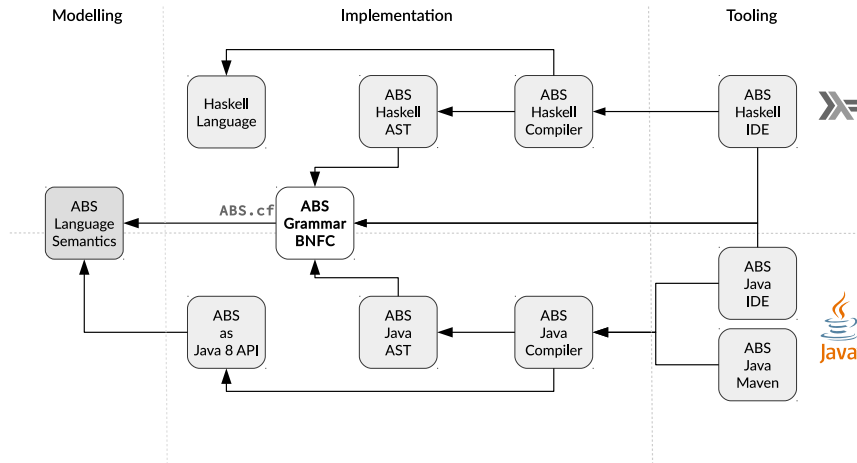 Modelling
Implementation
Tooling
Haskell
Language
ABS
Haskell
AST
ABS
Haskell
Compiler
ABS
Haskell
IDE
ABS
Language
Semantics
ABS.cf
ABS
Grammar
BNFC
ABS
Java
IDE
ABS
as
Java 8 API
ABS
Java
AST
ABS
Java
Compiler
ABS
Java
Maven
Java